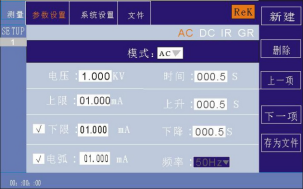 测量 参数设置 系统设置 文件 ReK 新建
SETUP AC DC IR GR
1 模式: AC 删除
电压 : 1.000 KV 时间 : 000.5 S 上一项
上限 : 01.000 mA 上升 : 000.5 S
√ 下限 : 01.000 mA 下降 : 000.5 S 下一项
√ 电弧 : 01.000 mA 频率 : 50Hz 存为文件
00: 00: 00